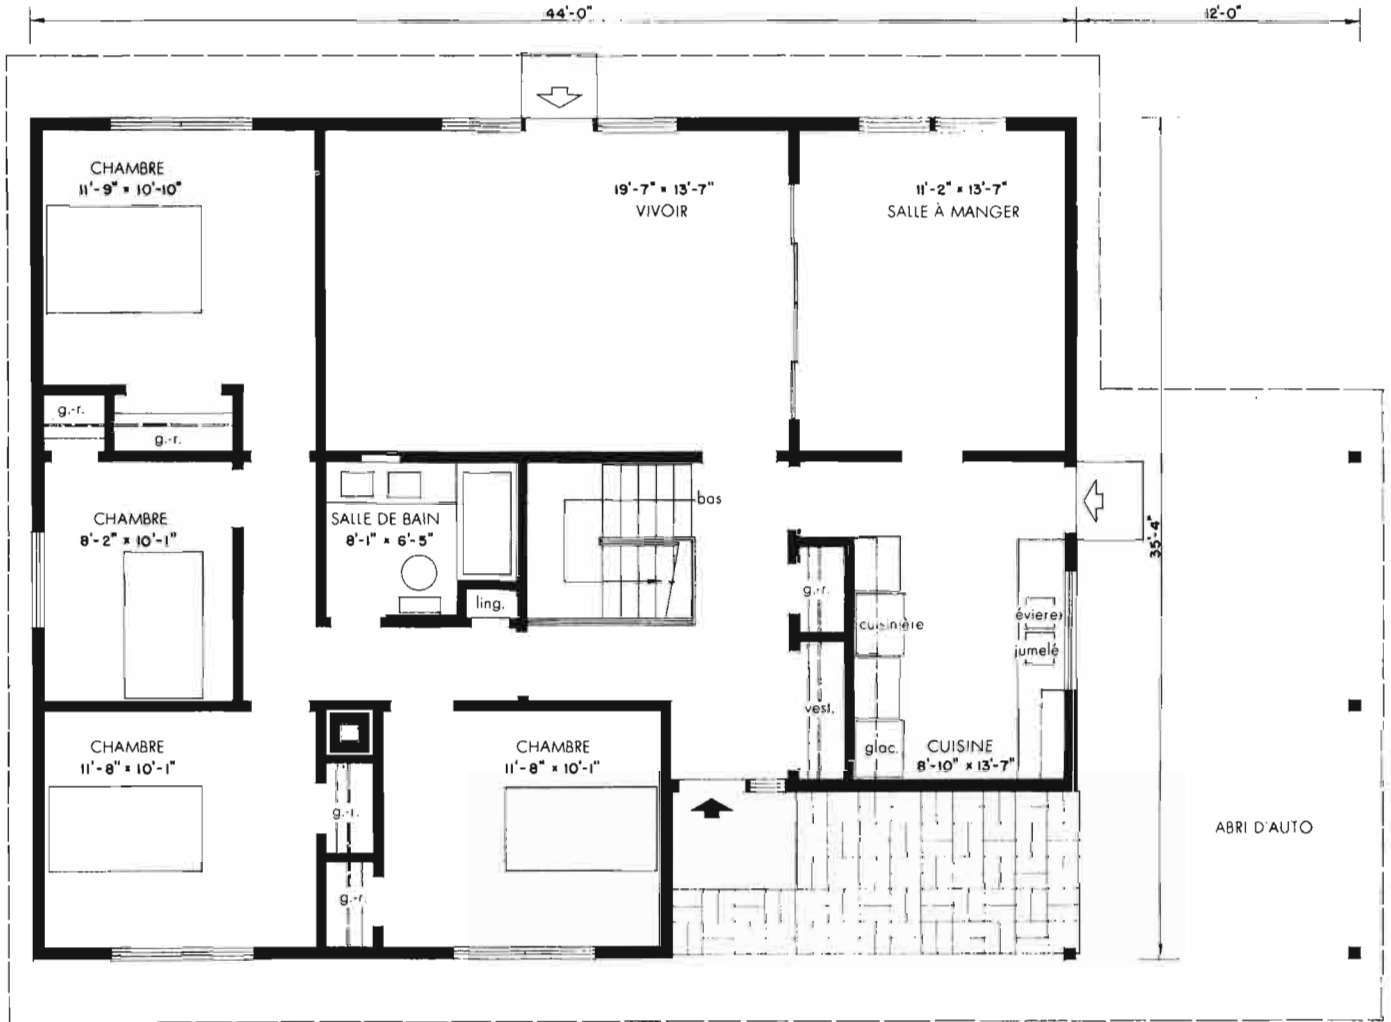 44'-0"
12'-0"
CHAMBRE
11'-9" × 10'-10"
19'-7" × 13'-7"
VIVOIR
11'-2" × 13'-7"
SALLE À MANGER
g.-r.
g.-r.
CHAMBRE
8'-2" × 10'-1"
SALLE DE BAIN
8'-1" × 6'-5"
bas
35'-4"
ling.
g.-r.
cuisinière
évieres
jumelé
vest.
CHAMBRE
11'-8" × 10'-1"
CHAMBRE
11'-8" × 10'-1"
glac.
CUISINE
8'-10" × 13'-7"
g.-r.
g.-r.
ABRI D'AUTO